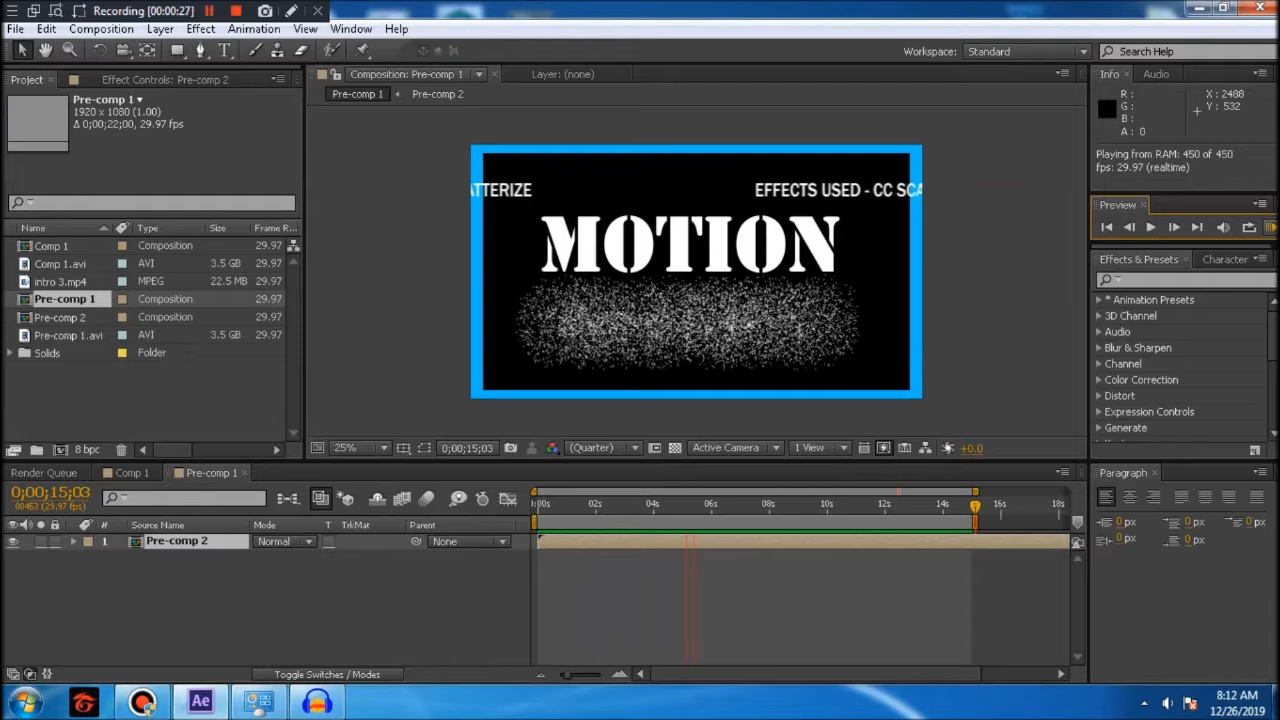 Recording [00:00:27]
File Edit Composition Layer Effect Animation View Window Help
Workspace: Standard Search Help
Project Effect Controls: Pre-comp 2
Composition: Pre-comp 1 Layer: (none)
Info Audio
Pre-comp 1
1920 x 1080 (1.00)
Δ 0;00;22;00, 29.97 fps
Pre-comp 1 Pre-comp 2
R :
G :
B :
A : 0
X : 2488
Y : 532
Playing from RAM: 450 of 450
fps: 29.97 (realtime)
ATTERIZE EFFECTS USED - CC SCA
MOTION
Preview
Effects & Presets Character
* Animation Presets
3D Channel
Audio
Blur & Sharpen
Channel
Color Correction
Distort
Expression Controls
Generate
Name Type Size Frame R...
Comp 1 Composition 29.97
Comp 1.avi AVI 3.5 GB 29.97
intro 3.mp4 MPEG 22.5 MB 29.97
Pre-comp 1 Composition 29.97
Pre-comp 2 Composition 29.97
Pre-comp 1.avi AVI 3.5 GB 29.97
Solids Folder
8 bpc
25% 0;00;15;03 (Quarter) Active Camera 1 View +0.0
Render Queue Comp 1 Pre-comp 1
Paragraph
0;00;15;03
00453 (29.97 fps)
):00s 02s 04s 06s 08s 10s 12s 14s 16s 18s
# Source Name Mode T TrkMat Parent
1 Pre-comp 2 Normal None
0 px 0 px 0 px
0 px 0 px
Toggle Switches / Modes
Ae
8:12 AM
12/26/2019